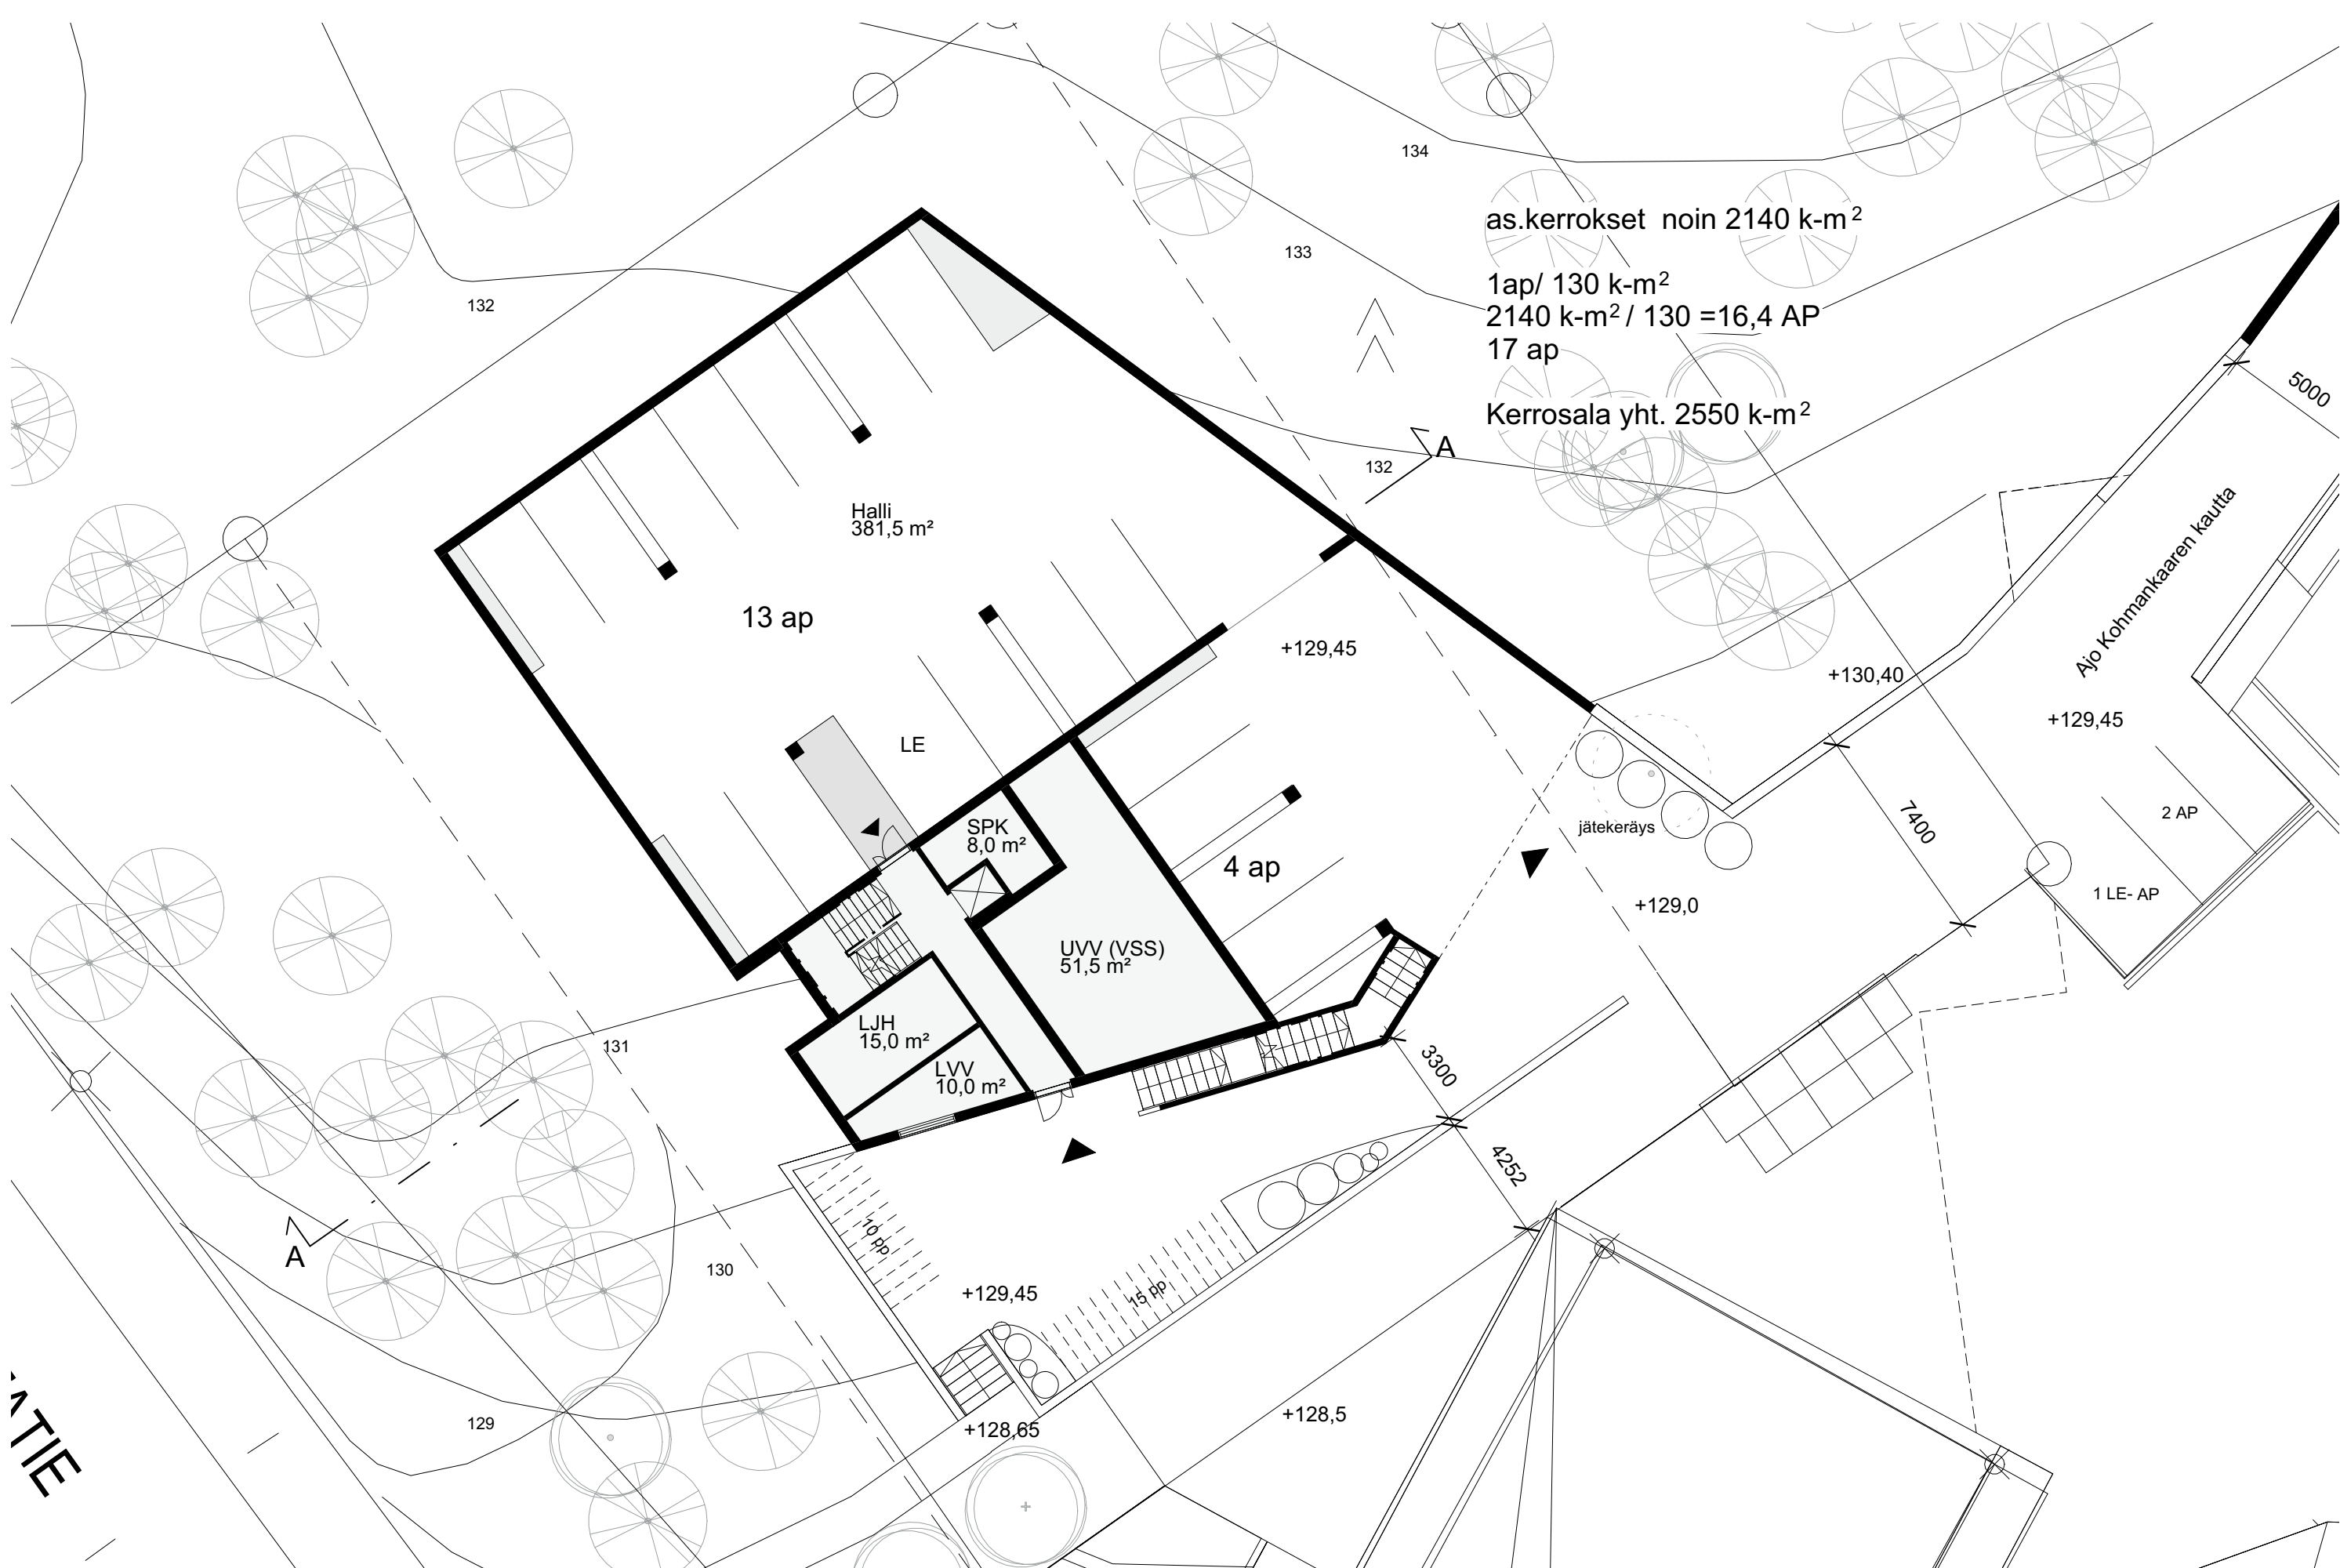 134
as.kerrokset noin 2140 k-m²
133
1ap/ 130 k-m²
132
2140 k-m² / 130 =16,4 AP
17 ap
5000
Kerrosala yht. 2550 k-m²
A
132
Halli
381,5 m²
Ajo Kohmankaaren kautta
13 ap
+129,45
+130,40
+129,45
LE
2 AP
7400
SPK
8,0 m²
jätekeräys
4 ap
1 LE- AP
+129,0
UVV (VSS)
51,5 m²
LJH
15,0 m²
131
3300
LVV
10,0 m²
4252
10 pp
A
130
+129,45
15 pp
129
+128,65
+128,5
ATIE